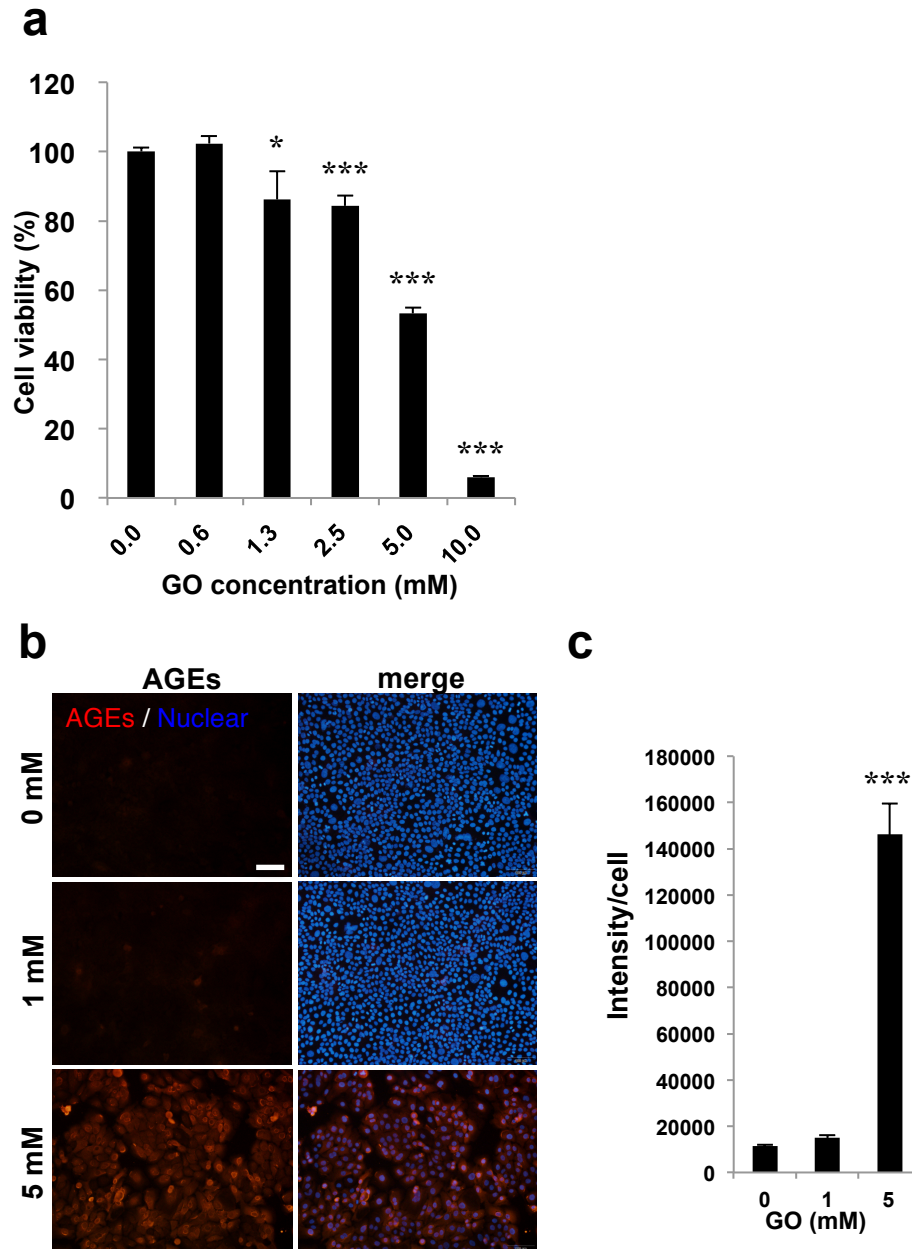 a
120
100
80
60
40
20
0
Cell viability (%)
*
***
***
***
0.0 0.6 1.3 2.5 5.0 10.0
GO concentration (mM)
b
AGEs merge
AGEs / Nuclear
0 mM
1 mM
5 mM
c
180000
160000
140000
120000
100000
80000
60000
40000
20000
0
Intensity/cell
***
0 1 5
GO (mM)